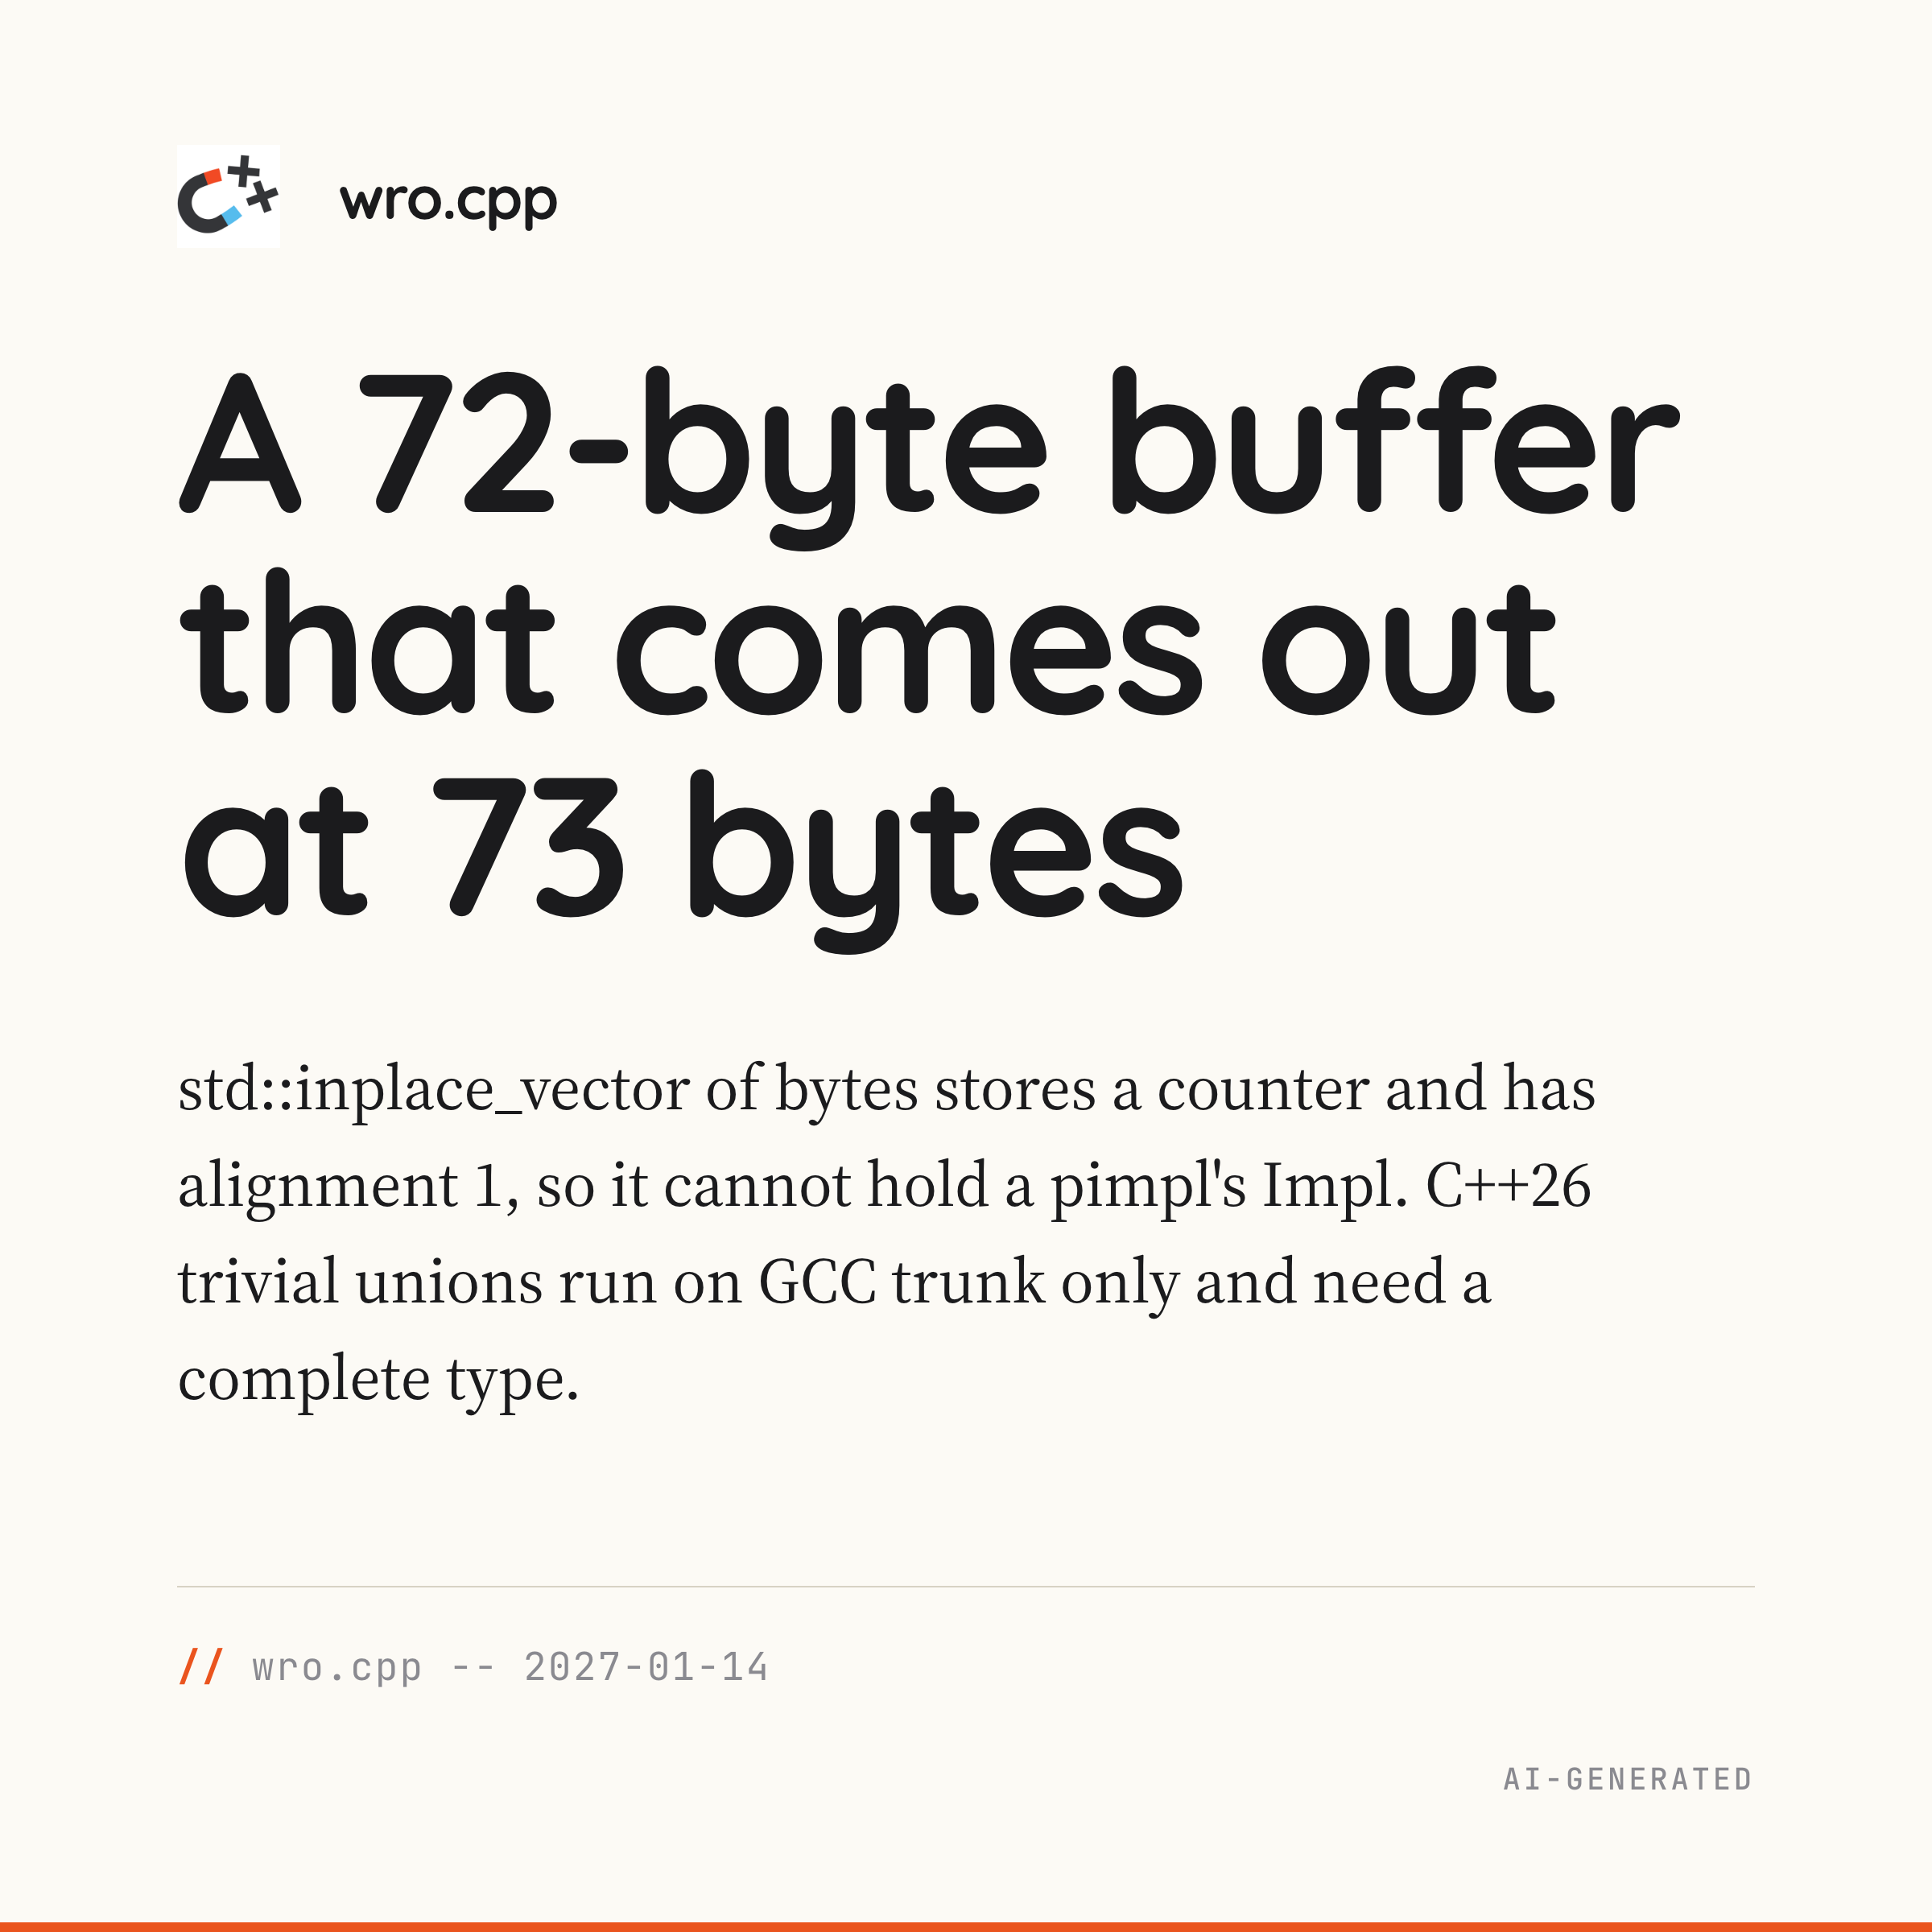 wro.cpp
A 72-byte buffer
that comes out
at 73 bytes
std::inplace_vector of bytes stores a counter and has
alignment 1, so it cannot hold a pimpl's Impl. C++26
trivial unions run on GCC trunk only and need a
complete type.
// wro.cpp -- 2027-01-14
AI-GENERATED